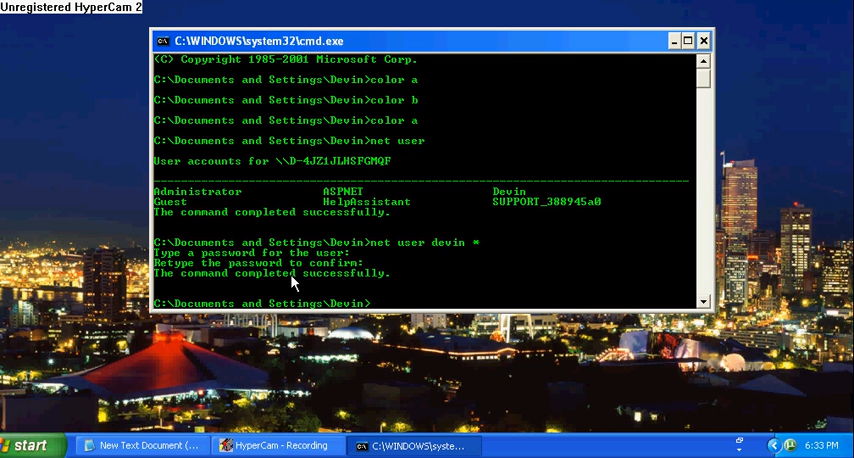 Unregistered HyperCam 2
C:\WINDOWS\system32\cmd.exe
(C) Copyright 1985-2001 Microsoft Corp.
C:\Documents and Settings\Devin>color a
C:\Documents and Settings\Devin>color b
C:\Documents and Settings\Devin>color a
C:\Documents and Settings\Devin>net user
User accounts for \\D-4JZ1JLHSFGMQF
-------------------------------------------------------------------------------
Administrator ASPNET Devin
Guest HelpAssistant SUPPORT_388945a0
The command completed successfully.
C:\Documents and Settings\Devin>net user devin *
Type a password for the user:
Retype the password to confirm:
The command completed successfully.
C:\Documents and Settings\Devin>
start New Text Document (... HyperCam - Recording C:\WINDOWS\syste... 6:33 PM